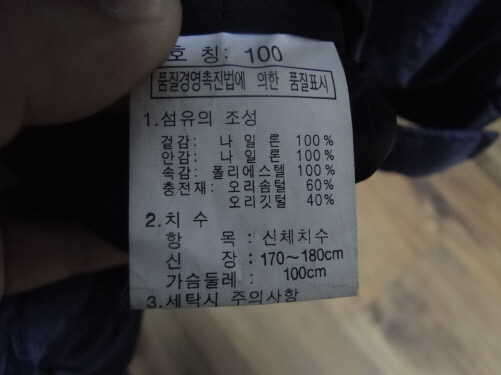 호 칭: 100
품질경영촉진법에 의한 품질표시
1.섬유의 조성
겉감: 나 일 론 100%
안감: 나 일 론 100%
속감: 폴리에스텔 100%
충전재: 오리솜털 60%
오리깃털 40%
2.치 수
항 목 : 신체치수
신 장 : 170~180cm
가슴둘레 : 100cm
3.세탁시 주의사항